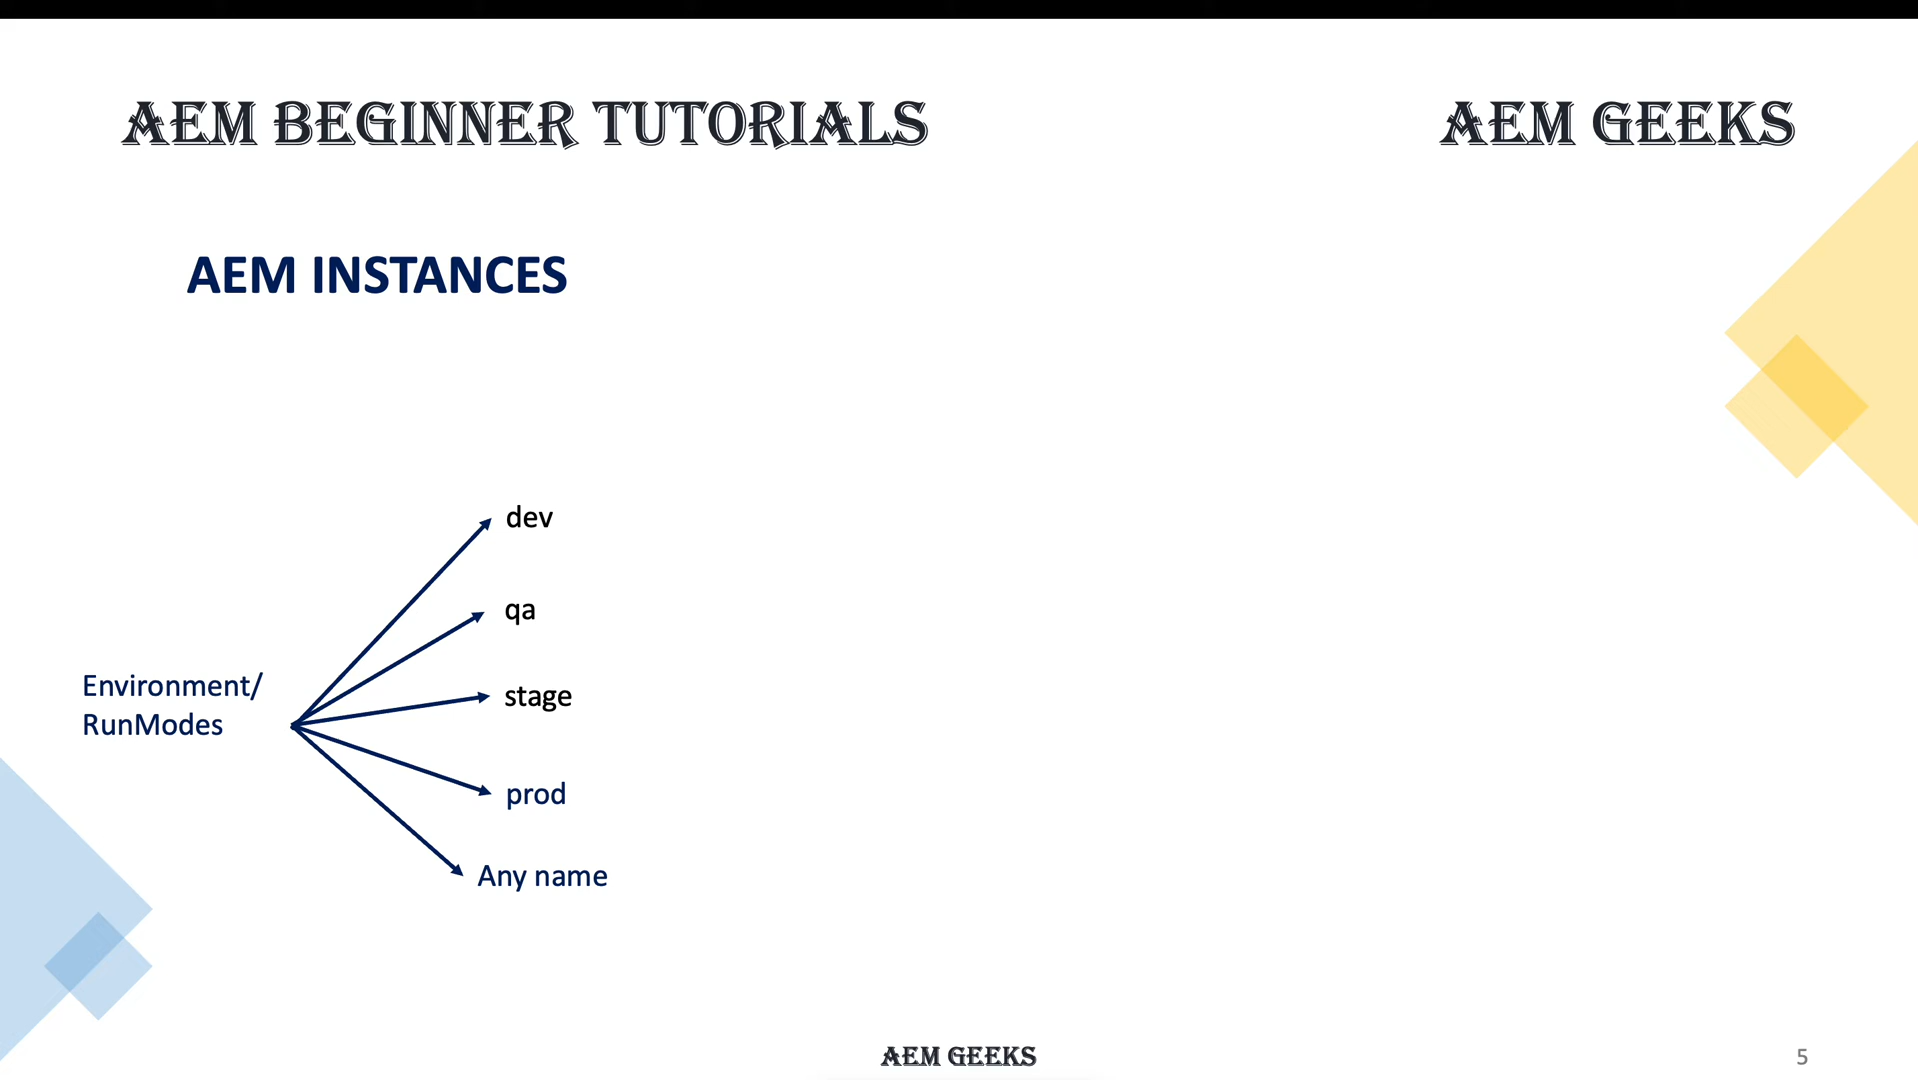 AEM BEGINNER TUTORIALS
AEM GEEKS
AEM INSTANCES
dev
qa
stage
Environment/
RunModes
prod
Any name
AEM GEEKS
5